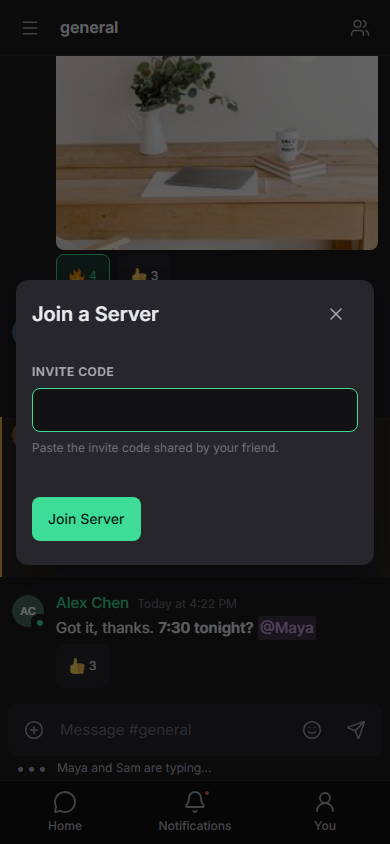 general
4
3
Join a Server
INVITE CODE
Paste the invite code shared by your friend.
Join Server
AC
Alex Chen Today at 4:22 PM
Got it, thanks. 7:30 tonight? @Maya
3
Message #general
Maya and Sam are typing...
Home Notifications You